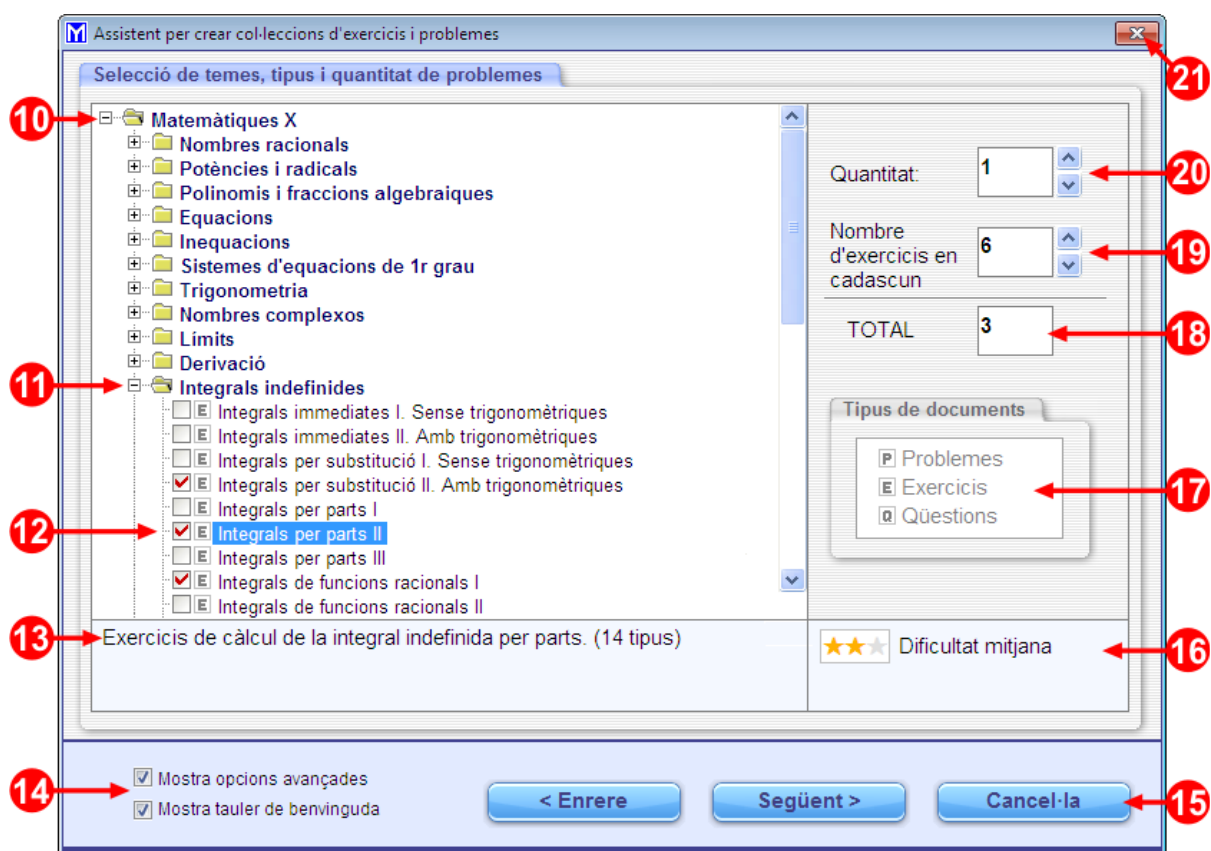 Assistent per crear col·leccions d'exercicis i problemes
21
Selecció de temes, tipus i quantitat de problemes
10
Matemàtiques X
Nombres racionals
Potències i radicals
Polinomis i fraccions algebraiques
Equacions
Inequacions
Sistemes d'equacions de 1r grau
Trigonometria
Nombres complexos
Límits
Derivació
11
Integrals indefinides
E Integrals immediates I. Sense trigonomètriques
E Integrals immediates II. Amb trigonomètriques
E Integrals per substitució I. Sense trigonomètriques
E Integrals per substitució II. Amb trigonomètriques
E Integrals per parts I
12
E Integrals per parts II
E Integrals per parts III
E Integrals de funcions racionals I
E Integrals de funcions racionals II
Quantitat:
1
20
Nombre
d'exercicis en
cadascun
6
19
TOTAL
3
18
Tipus de documents
P Problemes
E Exercicis
Q Qüestions
17
13
Exercicis de càlcul de la integral indefinida per parts. (14 tipus)
Dificultat mitjana
16
14
Mostra opcions avançades
Mostra tauler de benvinguda
< Enrere
Següent >
Cancel·la
15